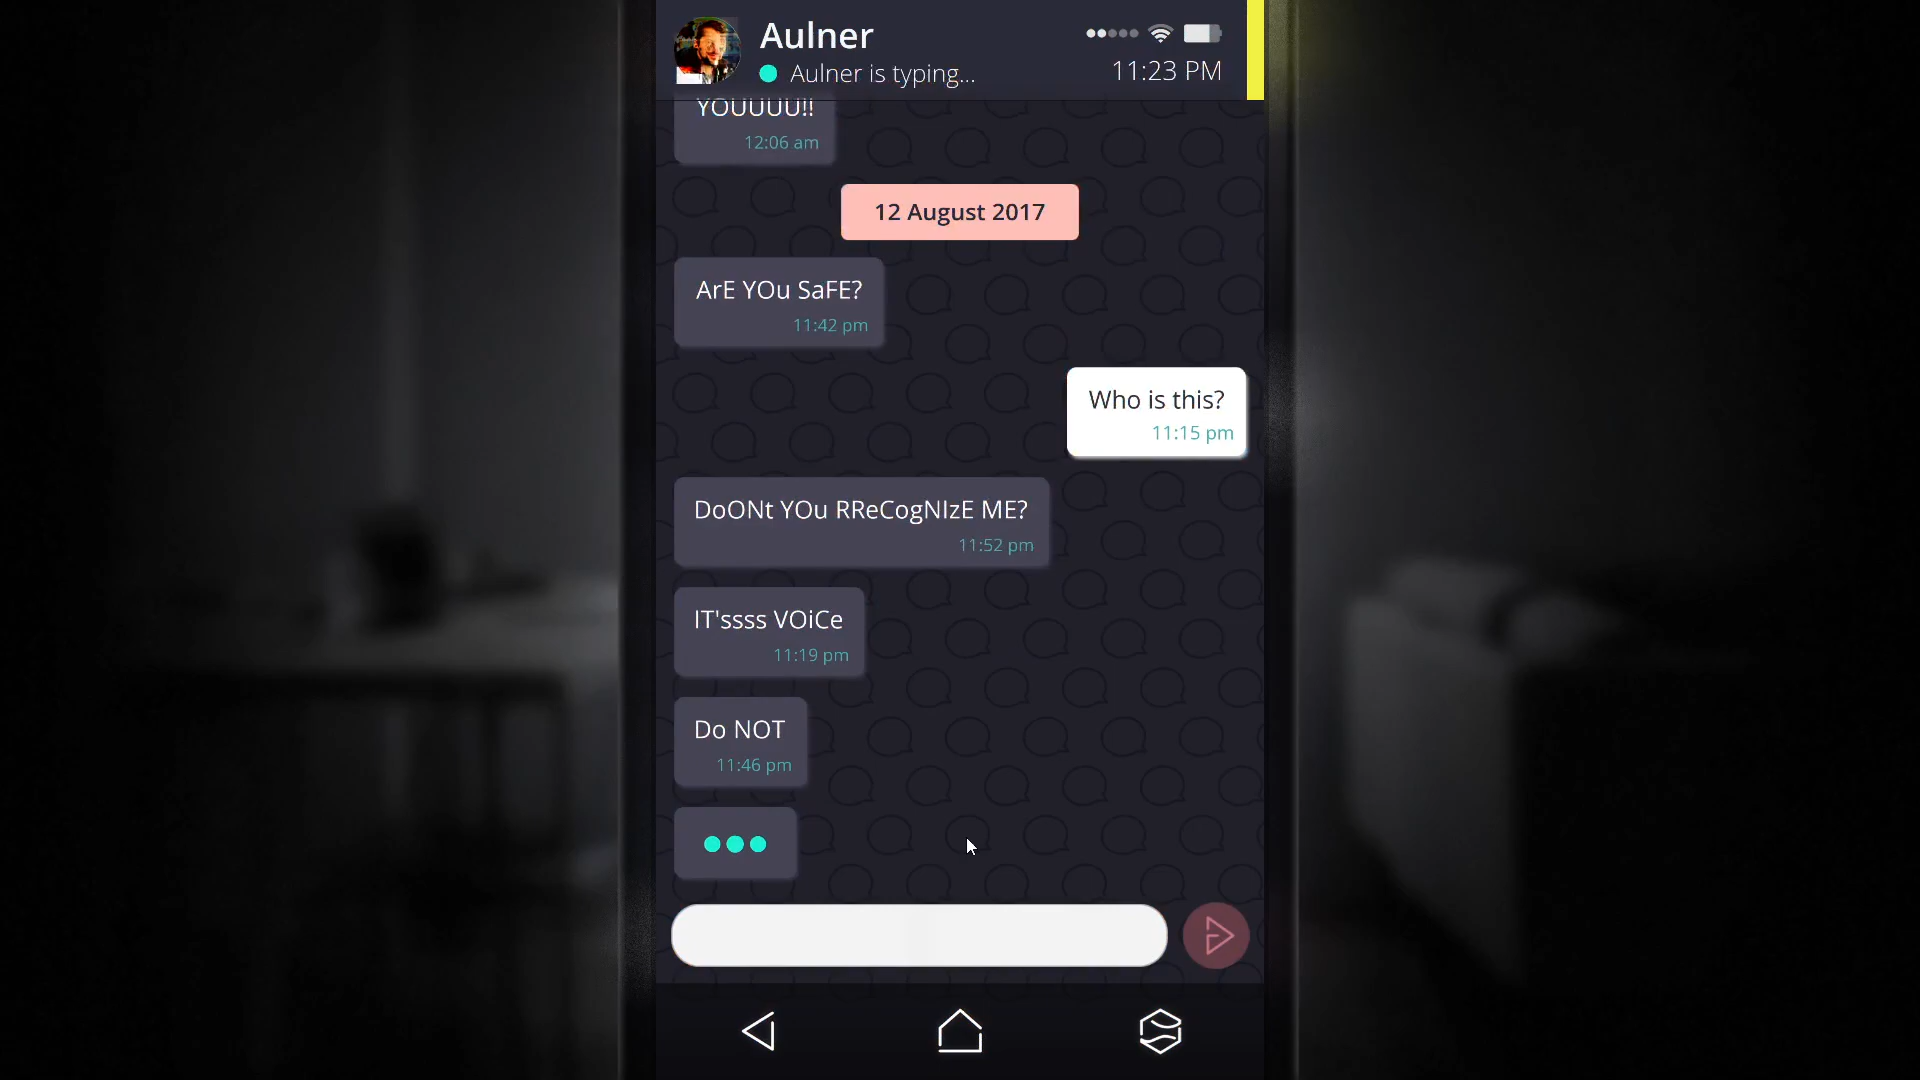 Aulner
Aulner is typing...
11:23 PM
YOUUUU!!
12:06 am
12 August 2017
ArE YOu SaFE?
11:42 pm
Who is this?
11:15 pm
DoONt YOu RReCogNIzE ME?
11:52 pm
IT'ssss VOiCe
11:19 pm
Do NOT
11:46 pm